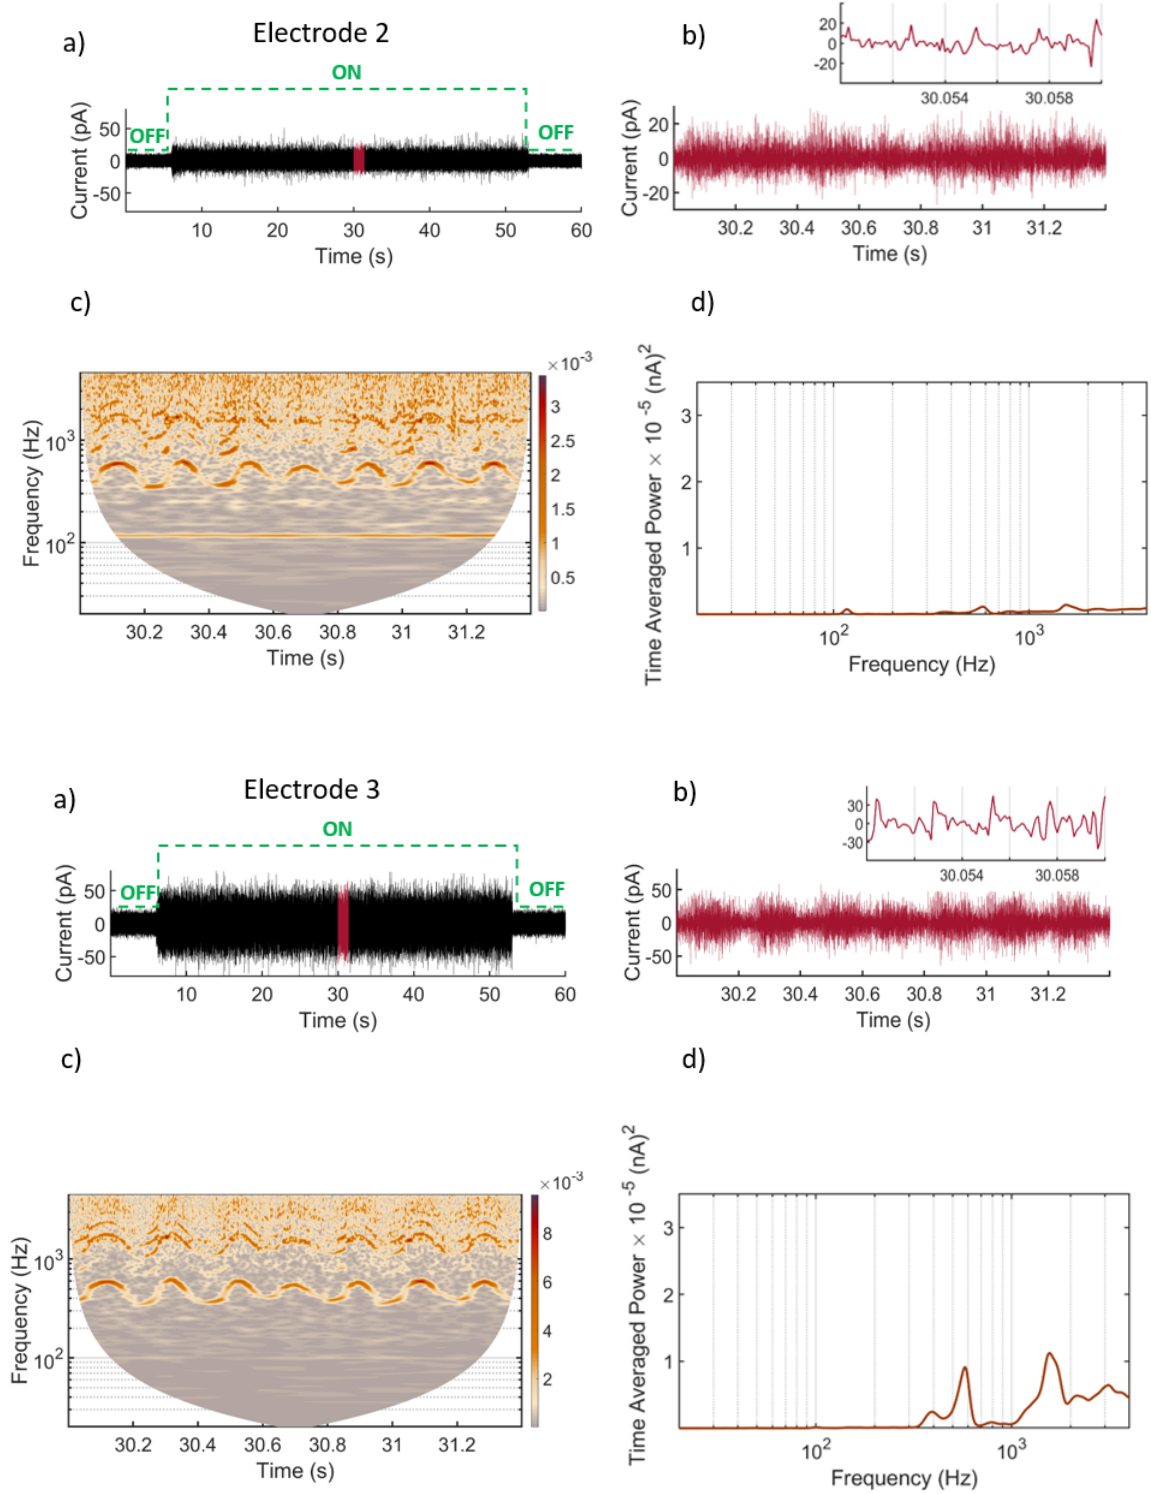 Electrode 2
a)
ON
OFF
OFF
Current (pA)
50
0
-50
10 20 30 40 50 60
Time (s)
b)
20
0
-20
30.054 30.058
Current (pA)
20
0
-20
30.2 30.4 30.6 30.8 31 31.2
Time (s)
c)
×10⁻³
Frequency (Hz)
10³
10²
3
2.5
2
1.5
1
0.5
30.2 30.4 30.6 30.8 31 31.2
Time (s)
d)
Time Averaged Power × 10⁻⁵ (nA)²
3
2
1
10² 10³
Frequency (Hz)
Electrode 3
a)
ON
OFF
OFF
Current (pA)
50
0
-50
10 20 30 40 50 60
Time (s)
b)
30
0
-30
30.054 30.058
Current (pA)
50
0
-50
30.2 30.4 30.6 30.8 31 31.2
Time (s)
c)
×10⁻³
Frequency (Hz)
10³
10²
8
6
4
2
30.2 30.4 30.6 30.8 31 31.2
Time (s)
d)
Time Averaged Power × 10⁻⁵ (nA)²
3
2
1
10² 10³
Frequency (Hz)